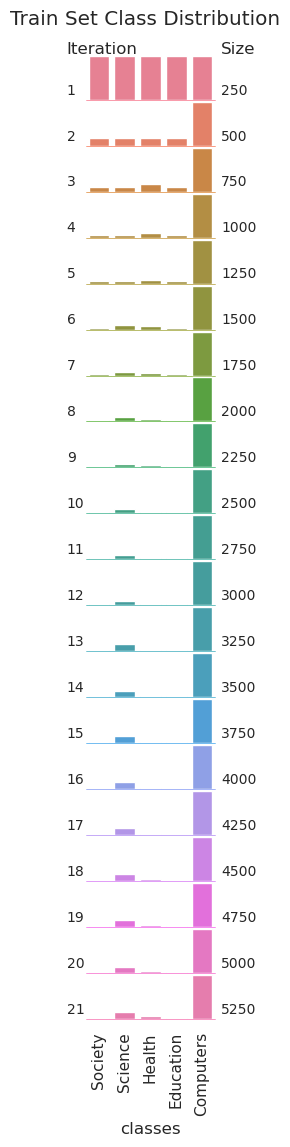 Train Set Class Distribution
Iteration Size
1 250
2 500
3 750
4 1000
5 1250
6 1500
7 1750
8 2000
9 2250
10 2500
11 2750
12 3000
13 3250
14 3500
15 3750
16 4000
17 4250
18 4500
19 4750
20 5000
21 5250
Society
Science
Health
Education
Computers
classes